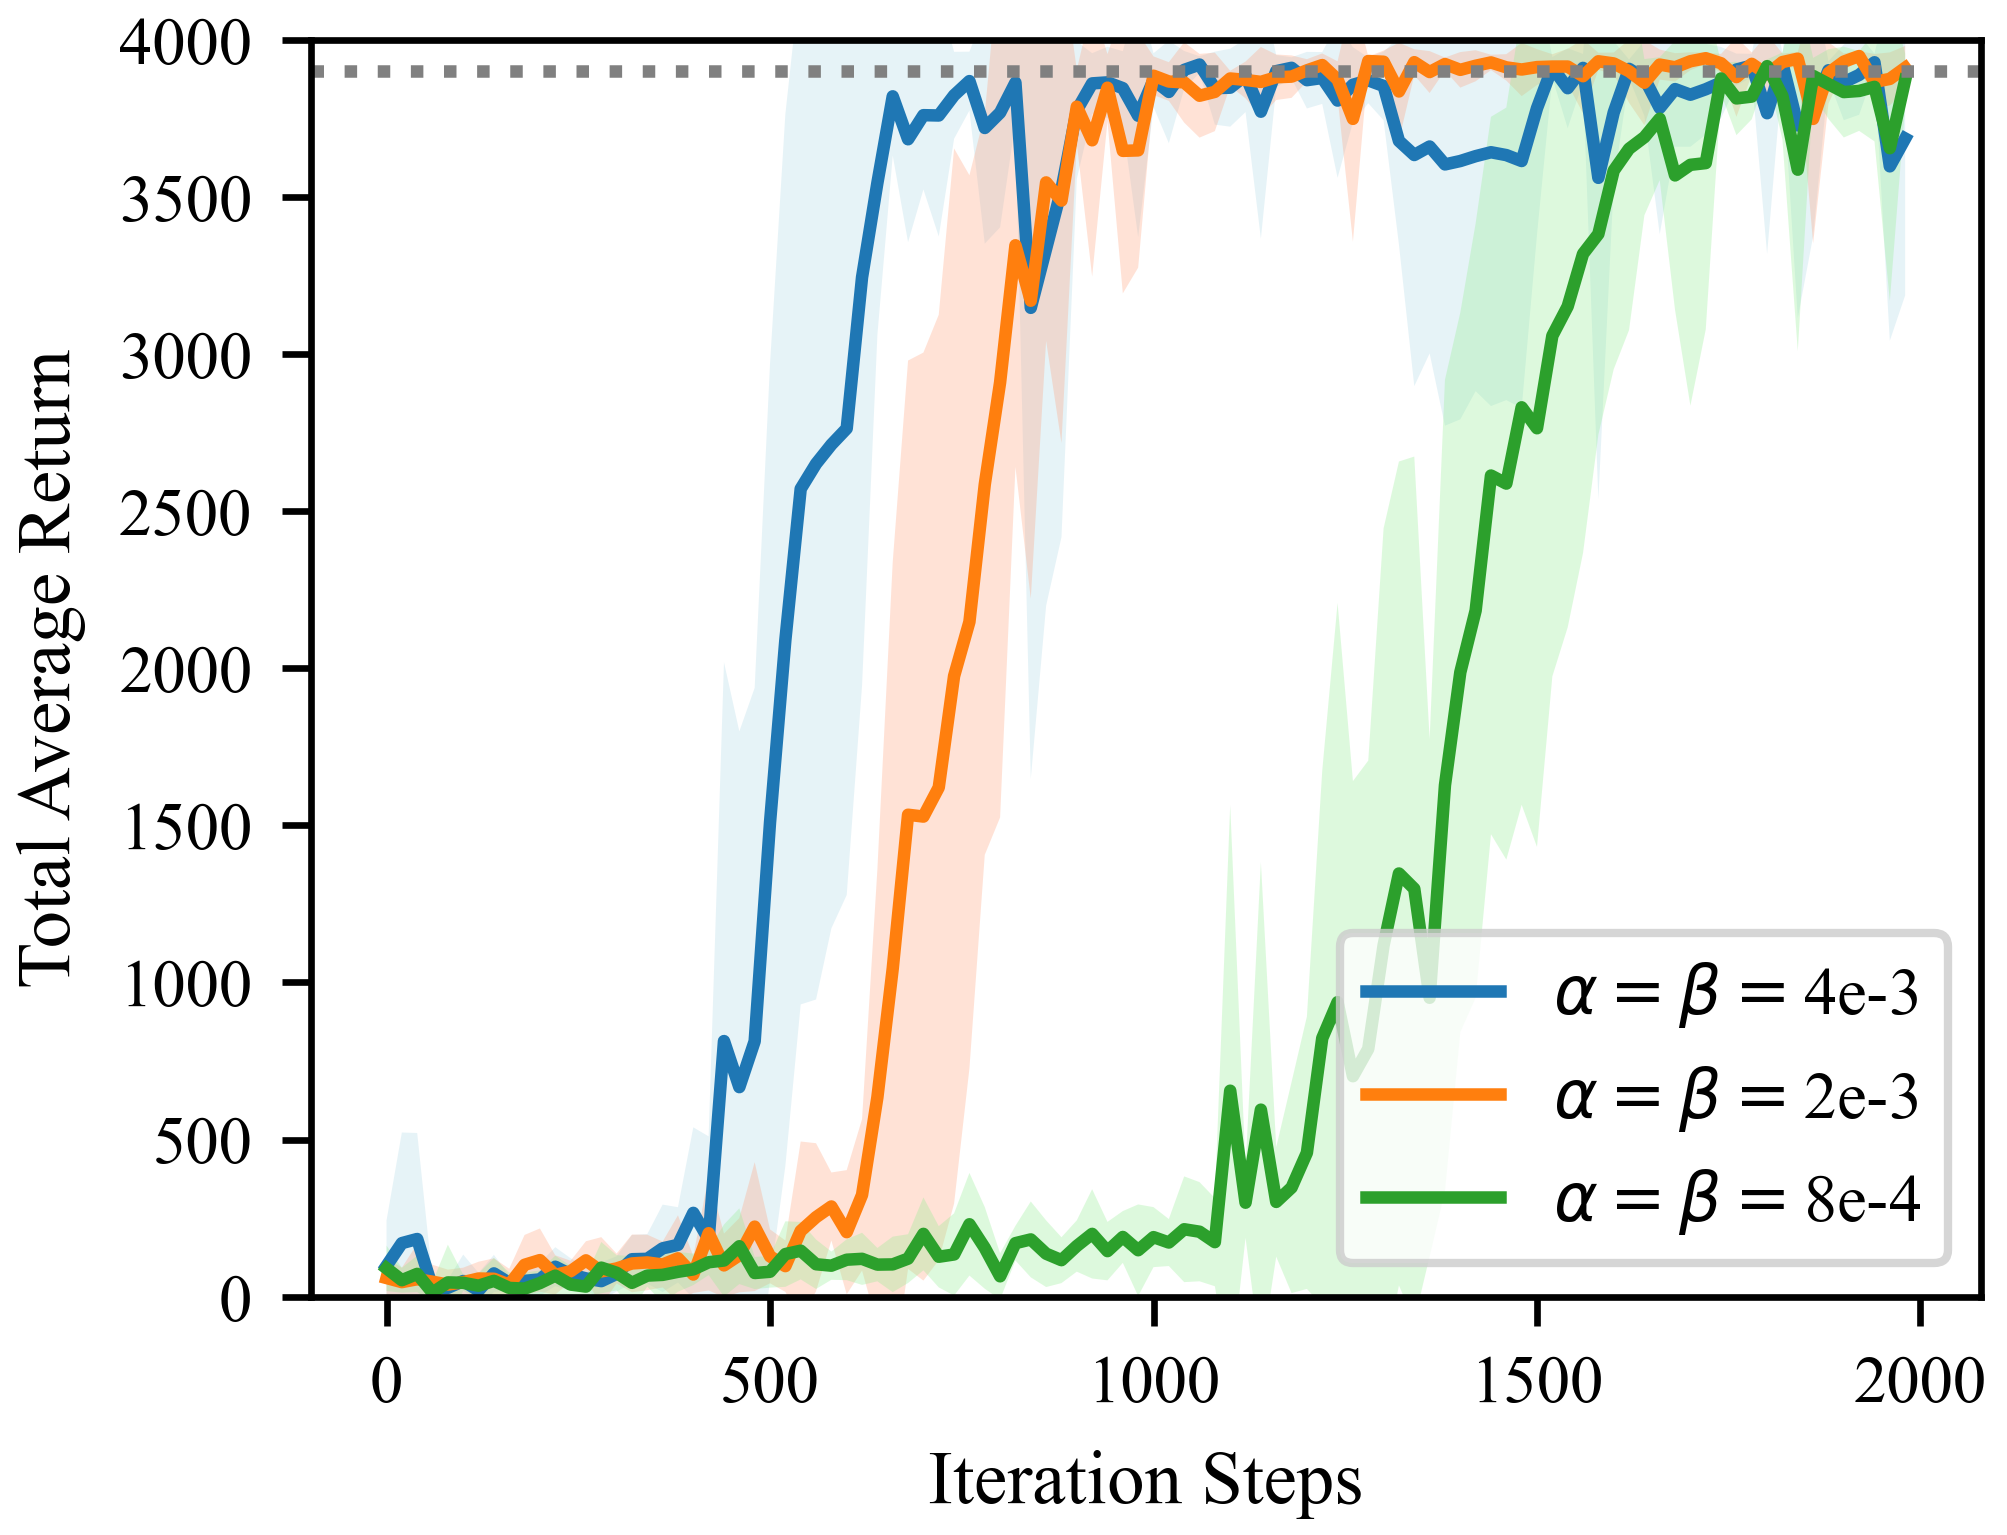 4000
3500
3000
2500
2000
1500
1000
500
0
Total Average Return
α = β = 4e-3
α = β = 2e-3
α = β = 8e-4
0 500 1000 1500 2000
Iteration Steps